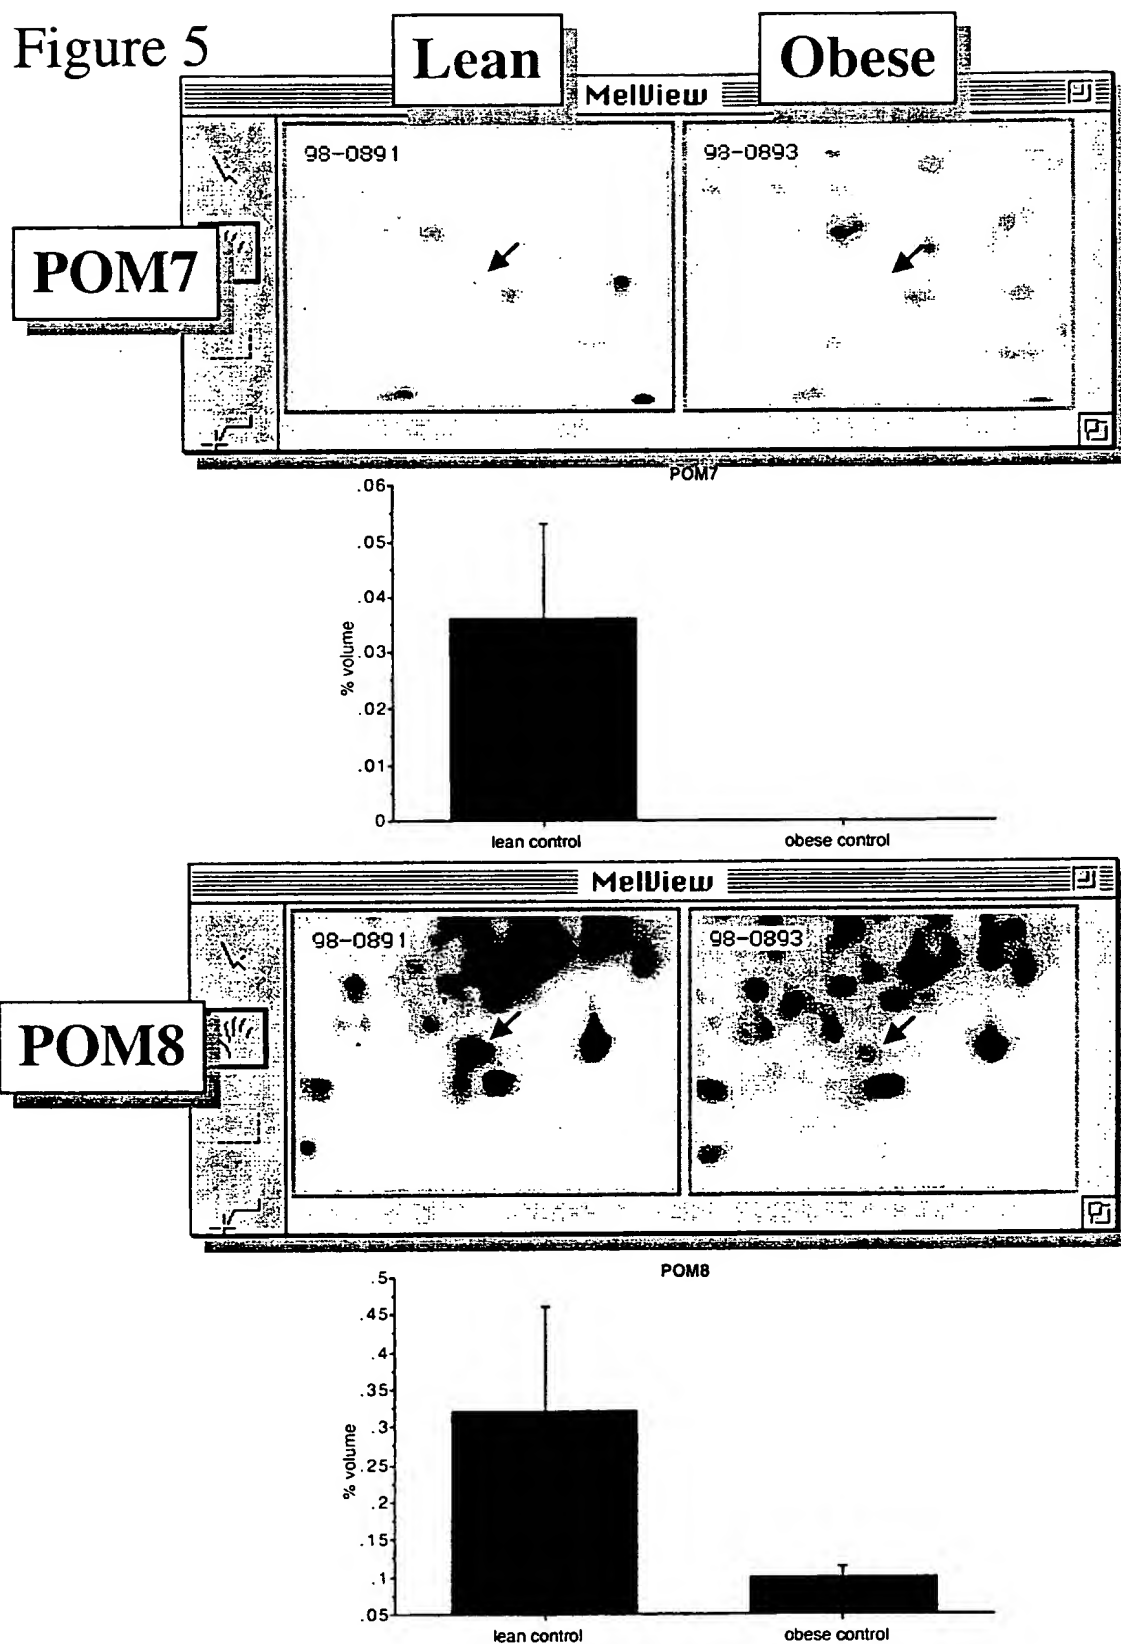 Figure 5
Lean
Obese
MelView
98-0891
98-0893
POM7
POM7
.06
.05
.04
.03
.02
.01
0
% volume
lean control
obese control
MelView
98-0891
98-0893
POM8
POM8
.5
.45
.4
.35
.3
.25
.2
.15
.1
.05
% volume
lean control
obese control